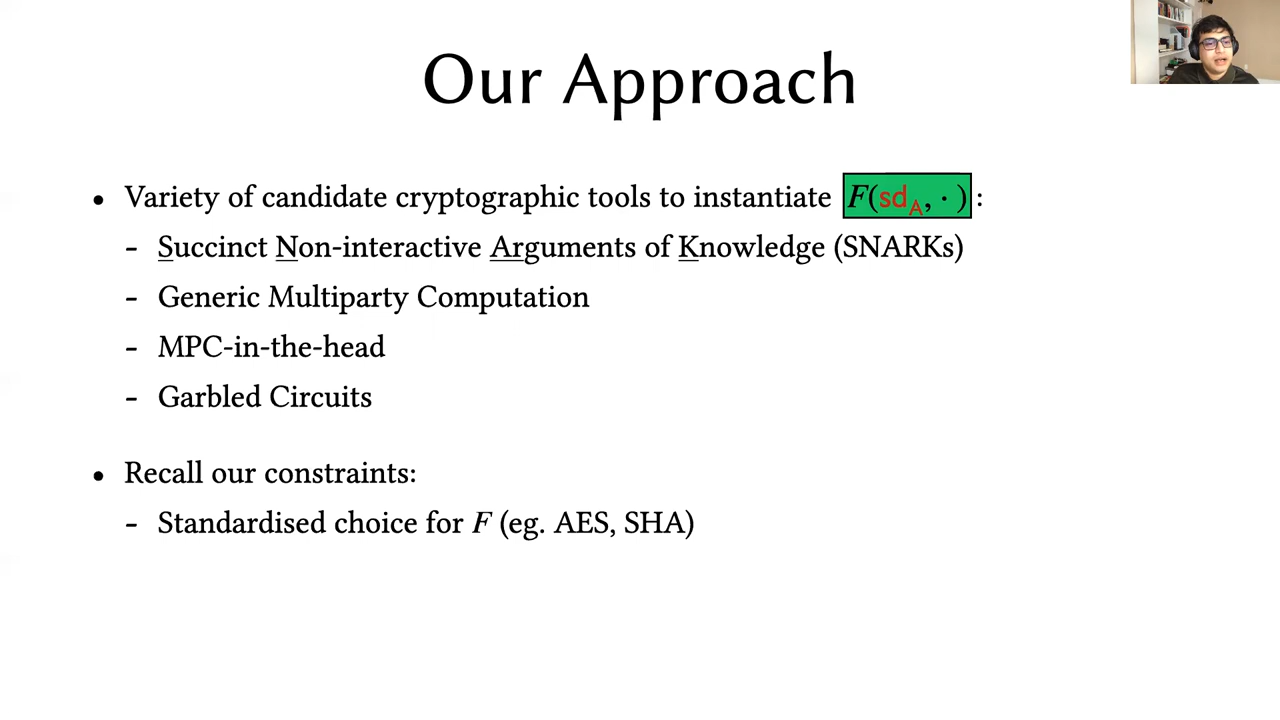 Our Approach
• Variety of candidate cryptographic tools to instantiate F(sd_A, · ) :
- Succinct Non-interactive Arguments of Knowledge (SNARKs)
- Generic Multiparty Computation
- MPC-in-the-head
- Garbled Circuits
• Recall our constraints:
- Standardised choice for F (eg. AES, SHA)